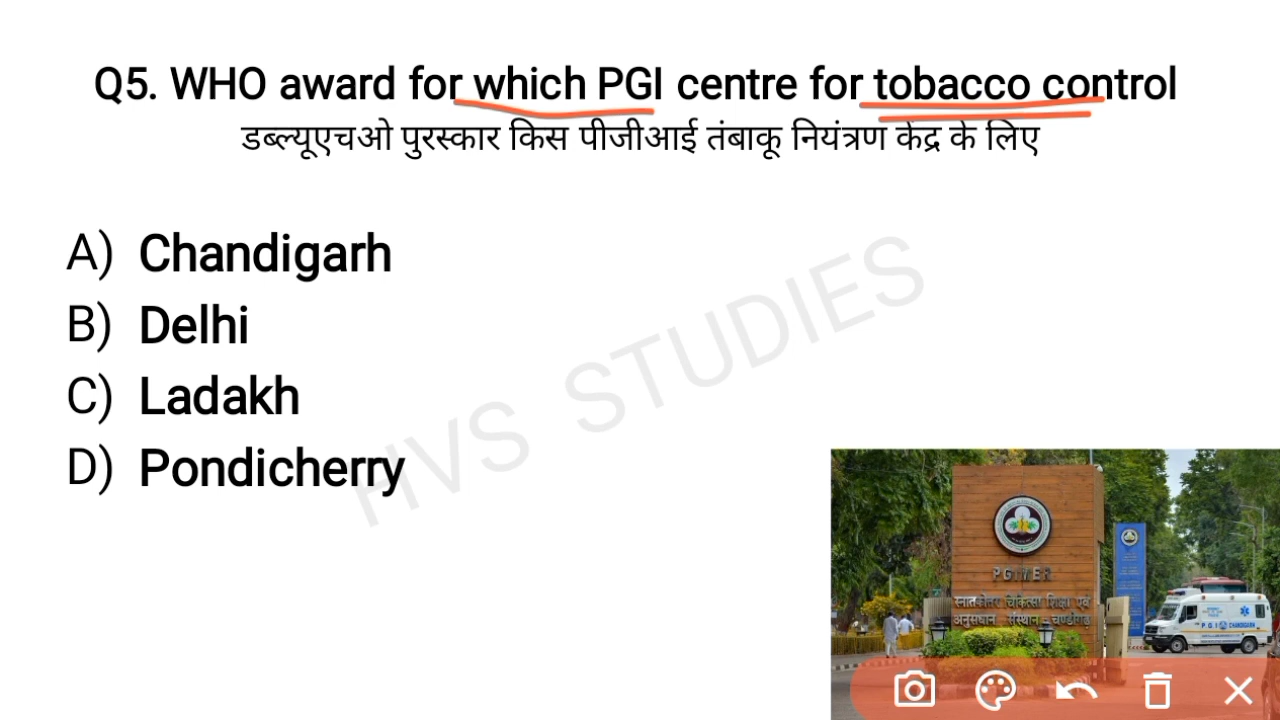 Q5. WHO award for which PGI centre for tobacco control
डब्ल्यूएचओ पुरस्कार किस पीजीआई तंबाकू नियंत्रण केंद्र के लिए
A) Chandigarh
B) Delhi
C) Ladakh
D) Pondicherry
HVS STUDIES
PGIMER
स्नातकोत्तर चिकित्सा शिक्षा एवं
अनुसंधान संस्थान - चण्डीगढ़
P.G.I CHANDIGARH